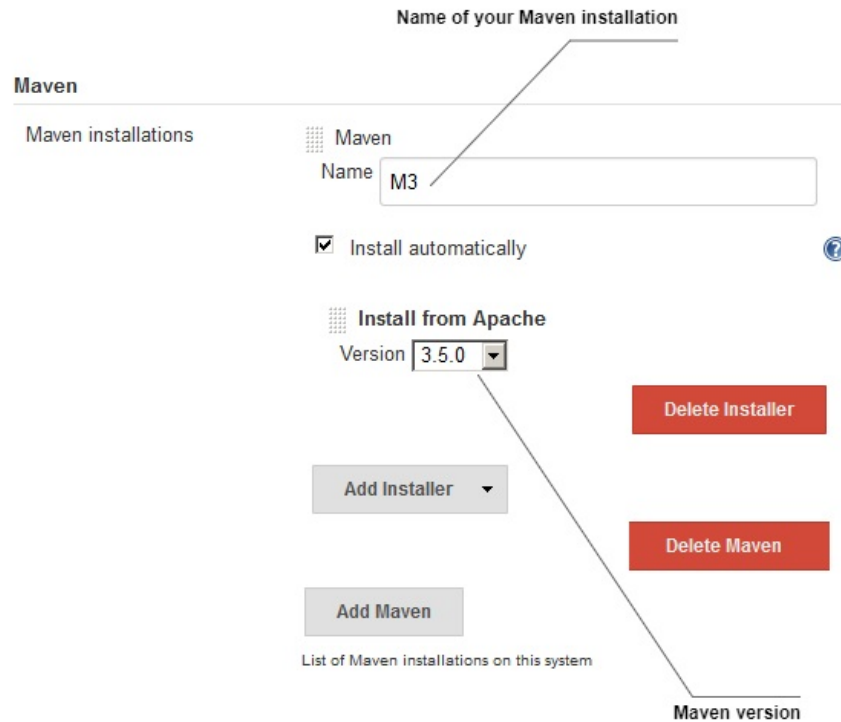 Name of your Maven installation
Maven
Maven installations
Maven
Name
M3
Install automatically
?
Install from Apache
Version 3.5.0
Delete Installer
Add Installer
Delete Maven
Add Maven
List of Maven installations on this system
Maven version